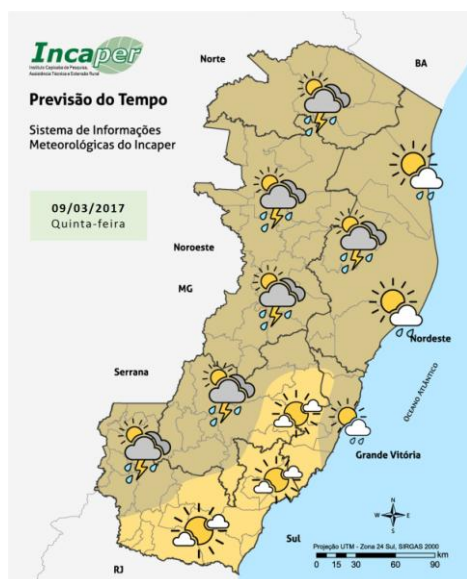 Incaper
Instituto Capixaba de Pesquisa,
Assistência Técnica e Extensão Rural
Previsão do Tempo
Sistema de Informações
Meteorológicas do Incaper
09/03/2017
Quinta-feira
Norte
BA
Noroeste
MG
Nordeste
Serrana
OCEANO ATLÂNTICO
Grande Vitória
Sul
RJ
N
W
E
S
Projeção UTM - Zona 24 Sul, SIRGAS 2000
km
0 15 30 60 90